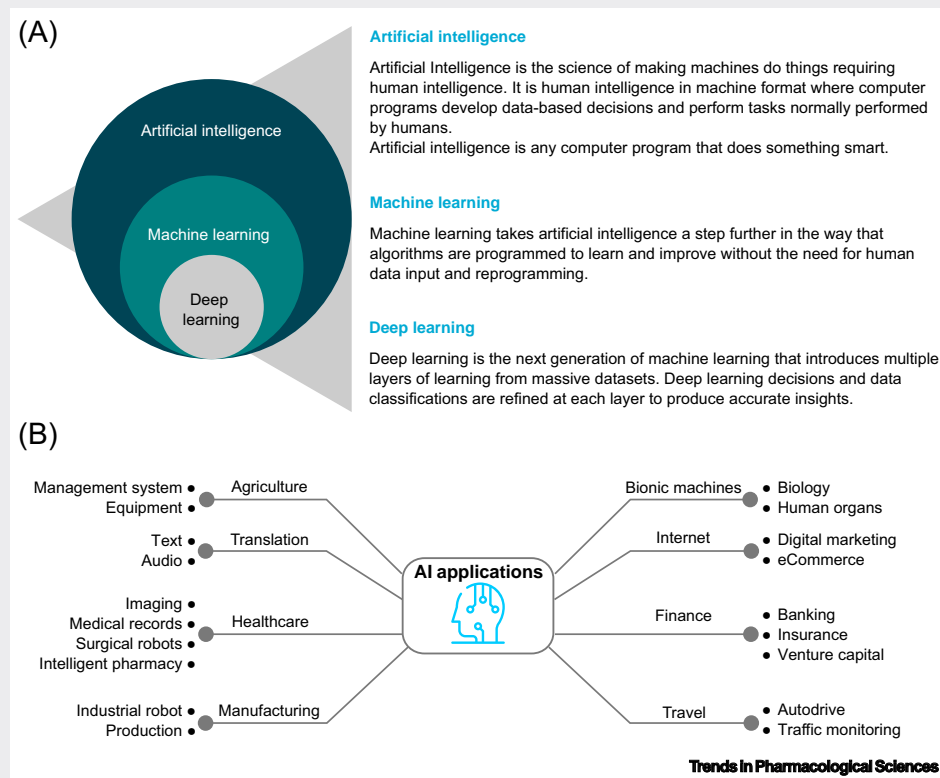 (A)
Artificial intelligence
Machine learning
Deep
learning
Artificial intelligence
Artificial Intelligence is the science of making machines do things requiring
human intelligence. It is human intelligence in machine format where computer
programs develop data-based decisions and perform tasks normally performed
by humans.
Artificial intelligence is any computer program that does something smart.
Machine learning
Machine learning takes artificial intelligence a step further in the way that
algorithms are programmed to learn and improve without the need for human
data input and reprogramming.
Deep learning
Deep learning is the next generation of machine learning that introduces multiple
layers of learning from massive datasets. Deep learning decisions and data
classifications are refined at each layer to produce accurate insights.
(B)
Management system •
Equipment •
Agriculture
Text •
Audio •
Translation
Imaging •
Medical records •
Surgical robots •
Intelligent pharmacy •
Healthcare
Industrial robot •
Production •
Manufacturing
AI applications
Bionic machines
• Biology
• Human organs
Internet
• Digital marketing
• eCommerce
Finance
• Banking
• Insurance
• Venture capital
Travel
• Autodrive
• Traffic monitoring
Trends in Pharmacological Sciences